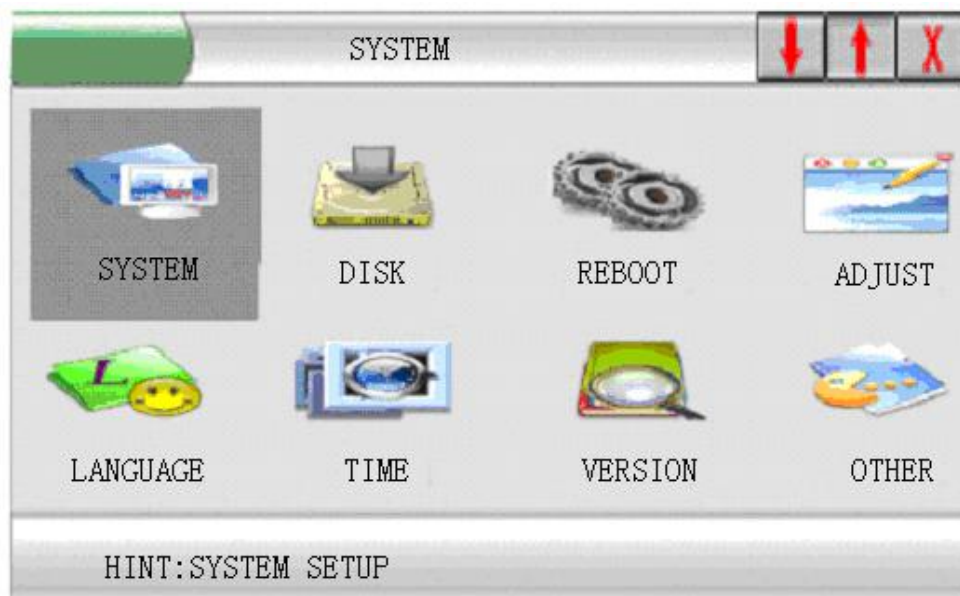 SYSTEM
SYSTEM DISK REBOOT ADJUST
LANGUAGE TIME VERSION OTHER
HINT:SYSTEM SETUP